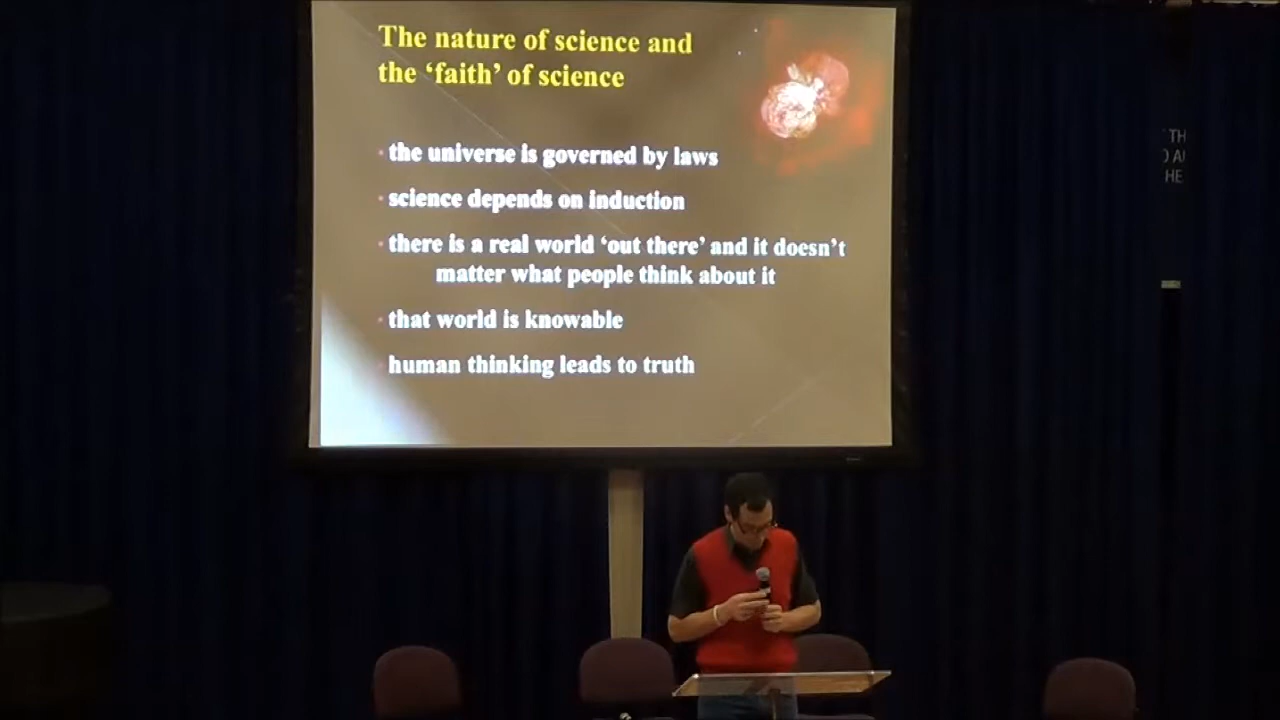 The nature of science and
the ‘faith’ of science
the universe is governed by laws
science depends on induction
there is a real world ‘out there’ and it doesn’t
matter what people think about it
that world is knowable
human thinking leads to truth
TH
HE